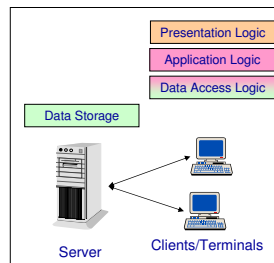 Presentation Logic
Application Logic
Data Access Logic
Data Storage
Server
Clients/Terminals